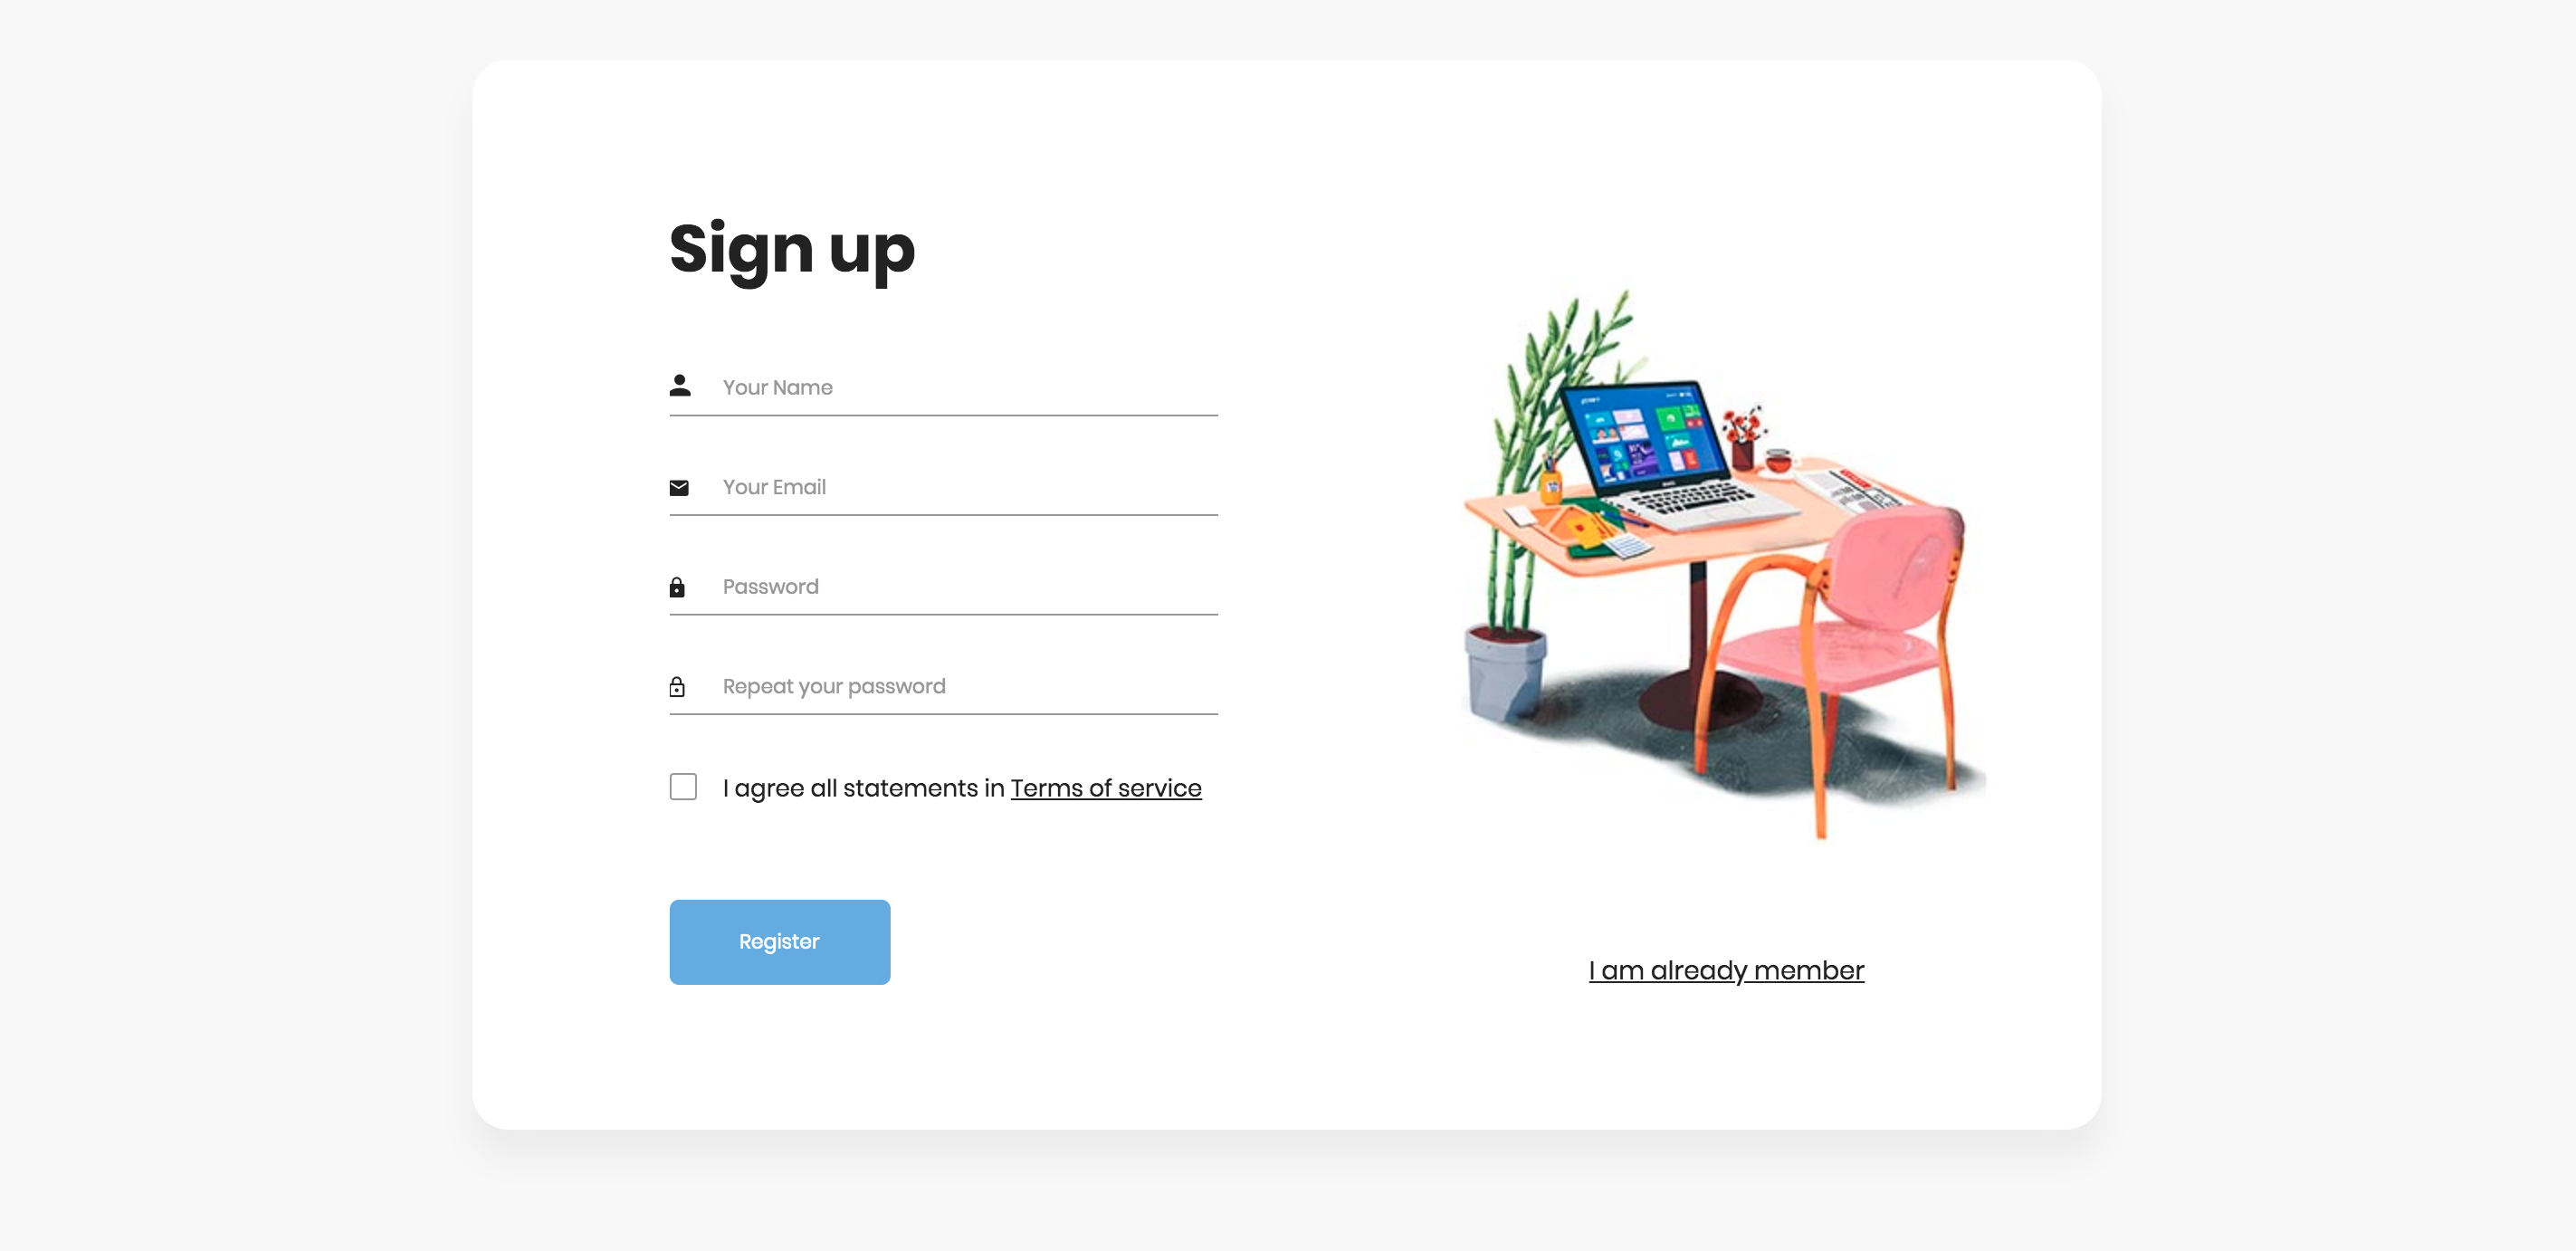 Sign up
Your Name
Your Email
Password
Repeat your password
I agree all statements in Terms of service
Register
I am already member